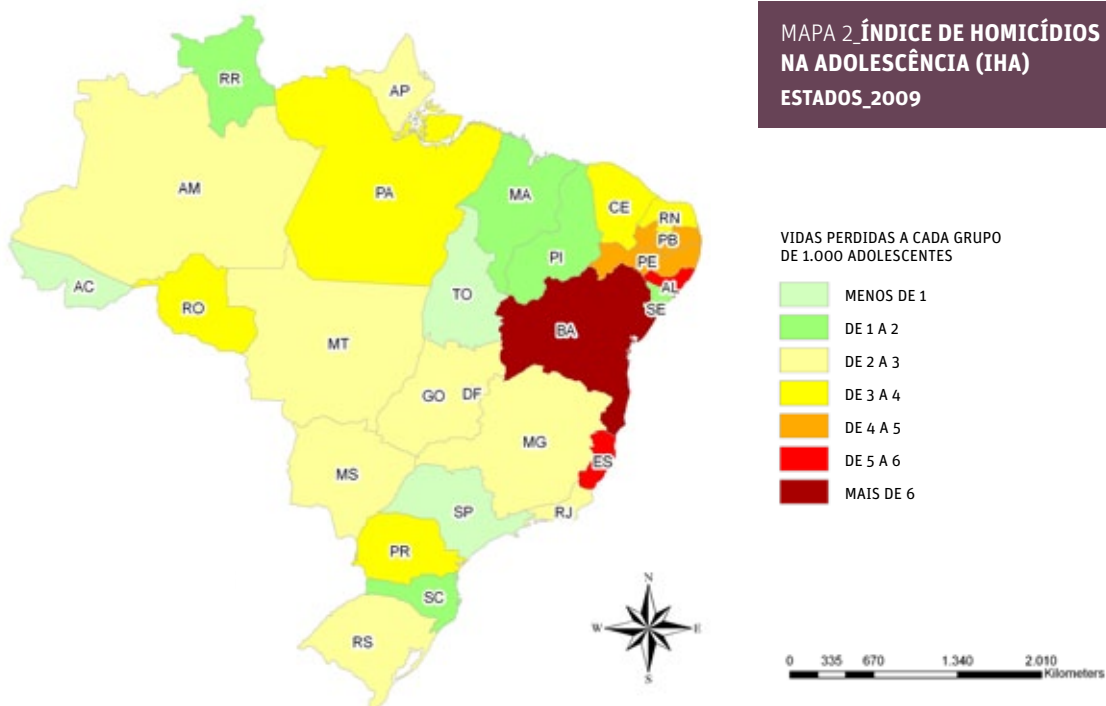 MAPA 2_ÍNDICE DE HOMICÍDIOS
NA ADOLESCÊNCIA (IHA)
ESTADOS_2009
VIDAS PERDIDAS A CADA GRUPO
DE 1.000 ADOLESCENTES
MENOS DE 1
DE 1 A 2
DE 2 A 3
DE 3 A 4
DE 4 A 5
DE 5 A 6
MAIS DE 6
RR
AP
AM
PA
MA
CE
RN
PB
PE
PI
AL
SE
AC
RO
TO
BA
MT
GO
DF
MG
ES
MS
SP
RJ
PR
SC
RS
N
W
E
S
0 335 670 1.340 2.010
Kilometers